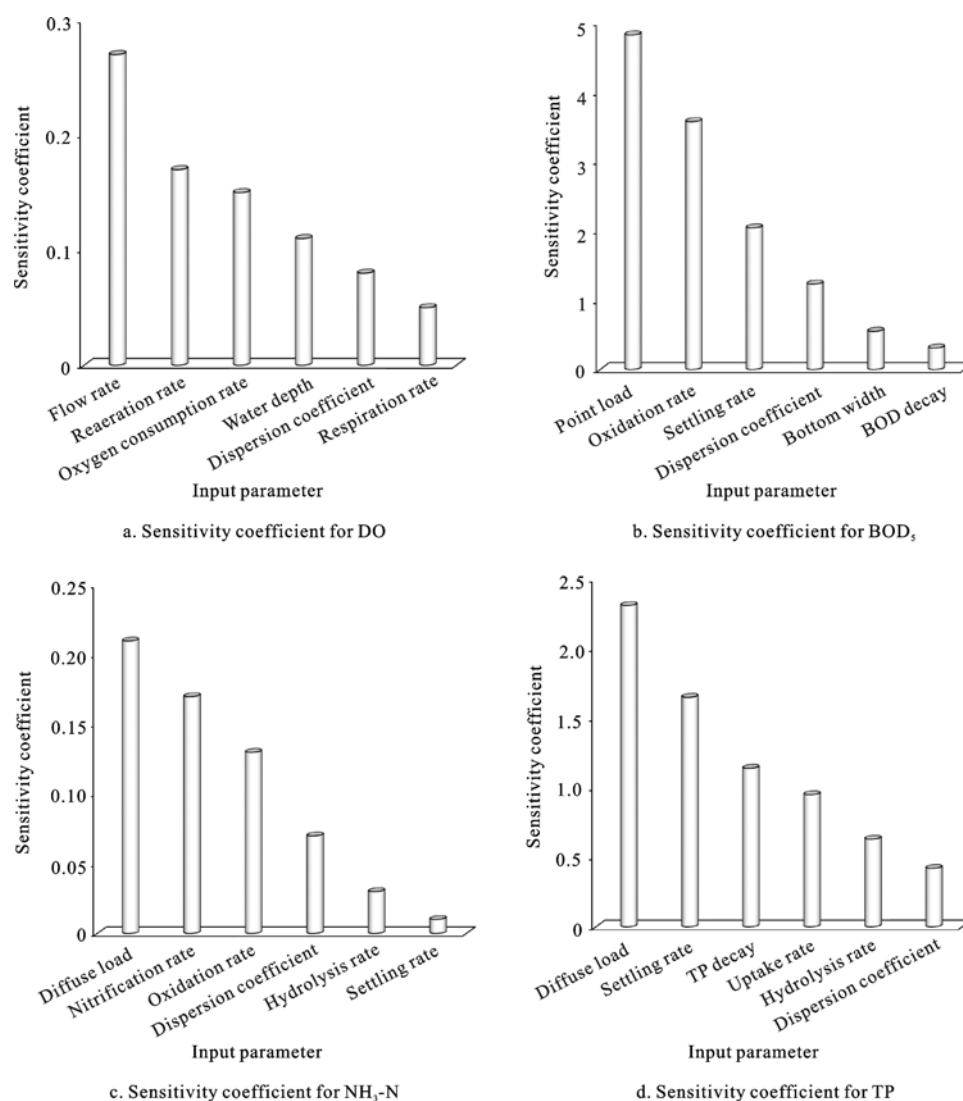 0.3
0.2
0.1
0
Sensitivity coefficient
Flow rate
Reaeration rate
Oxygen consumption rate
Water depth
Dispersion coefficient
Respiration rate
Input parameter
a. Sensitivity coefficient for DO
5
4
3
2
1
0
Sensitivity coefficient
Point load
Oxidation rate
Settling rate
Dispersion coefficient
Bottom width
BOD decay
Input parameter
b. Sensitivity coefficient for BOD₅
0.25
0.20
0.15
0.10
0.05
0
Sensitivity coefficient
Diffuse load
Nitrification rate
Oxidation rate
Dispersion coefficient
Hydrolysis rate
Settling rate
Input parameter
c. Sensitivity coefficient for NH₃-N
2.5
2.0
1.5
1.0
0.5
0
Sensitivity coefficient
Diffuse load
Settling rate
TP decay
Uptake rate
Hydrolysis rate
Dispersion coefficient
Input parameter
d. Sensitivity coefficient for TP